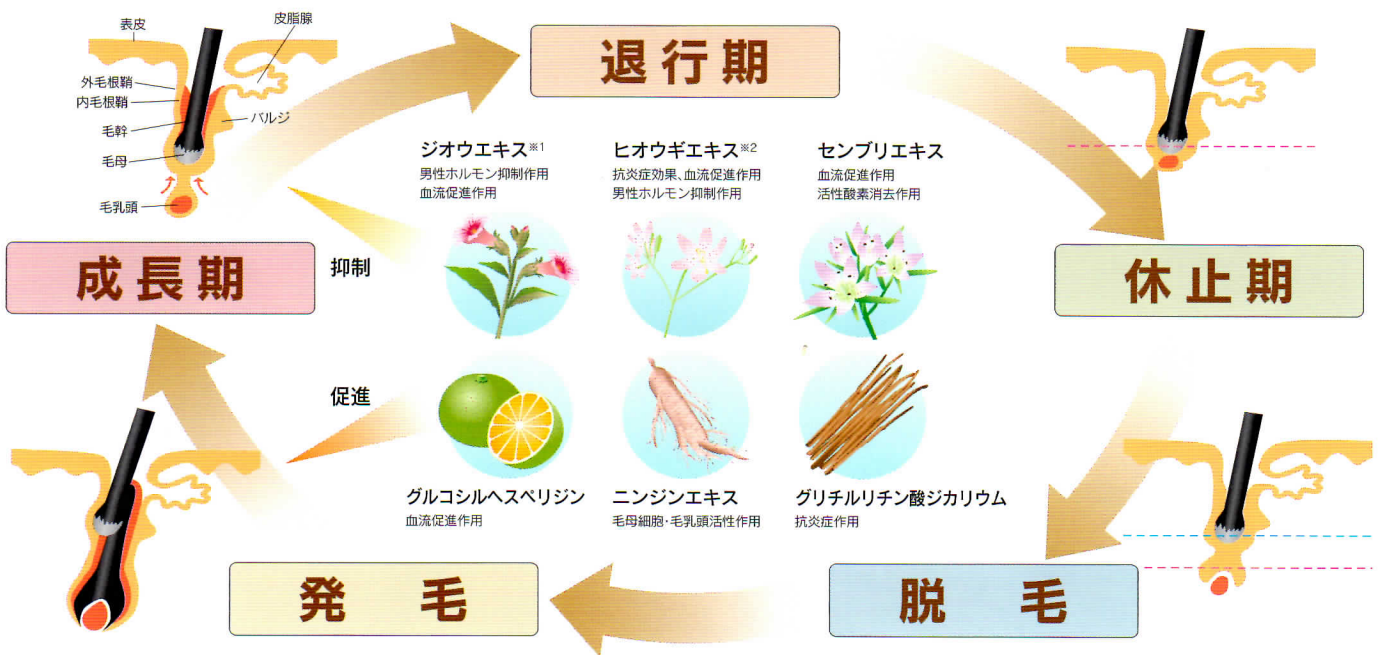 表皮
皮脂腺
外毛根鞘
内毛根鞘
毛幹
バルジ
毛母
毛乳頭
退行期
ジオウエキス※1
男性ホルモン抑制作用
血流促進作用
ヒオウギエキス※2
抗炎症効果、血流促進作用
男性ホルモン抑制作用
センブリエキス
血流促進作用
活性酸素消去作用
成長期
抑制
休止期
促進
グルコシルヘスペリジン
血流促進作用
ニンジンエキス
毛母細胞・毛乳頭活性作用
グリチルリチン酸ジカリウム
抗炎症作用
発毛
脱毛